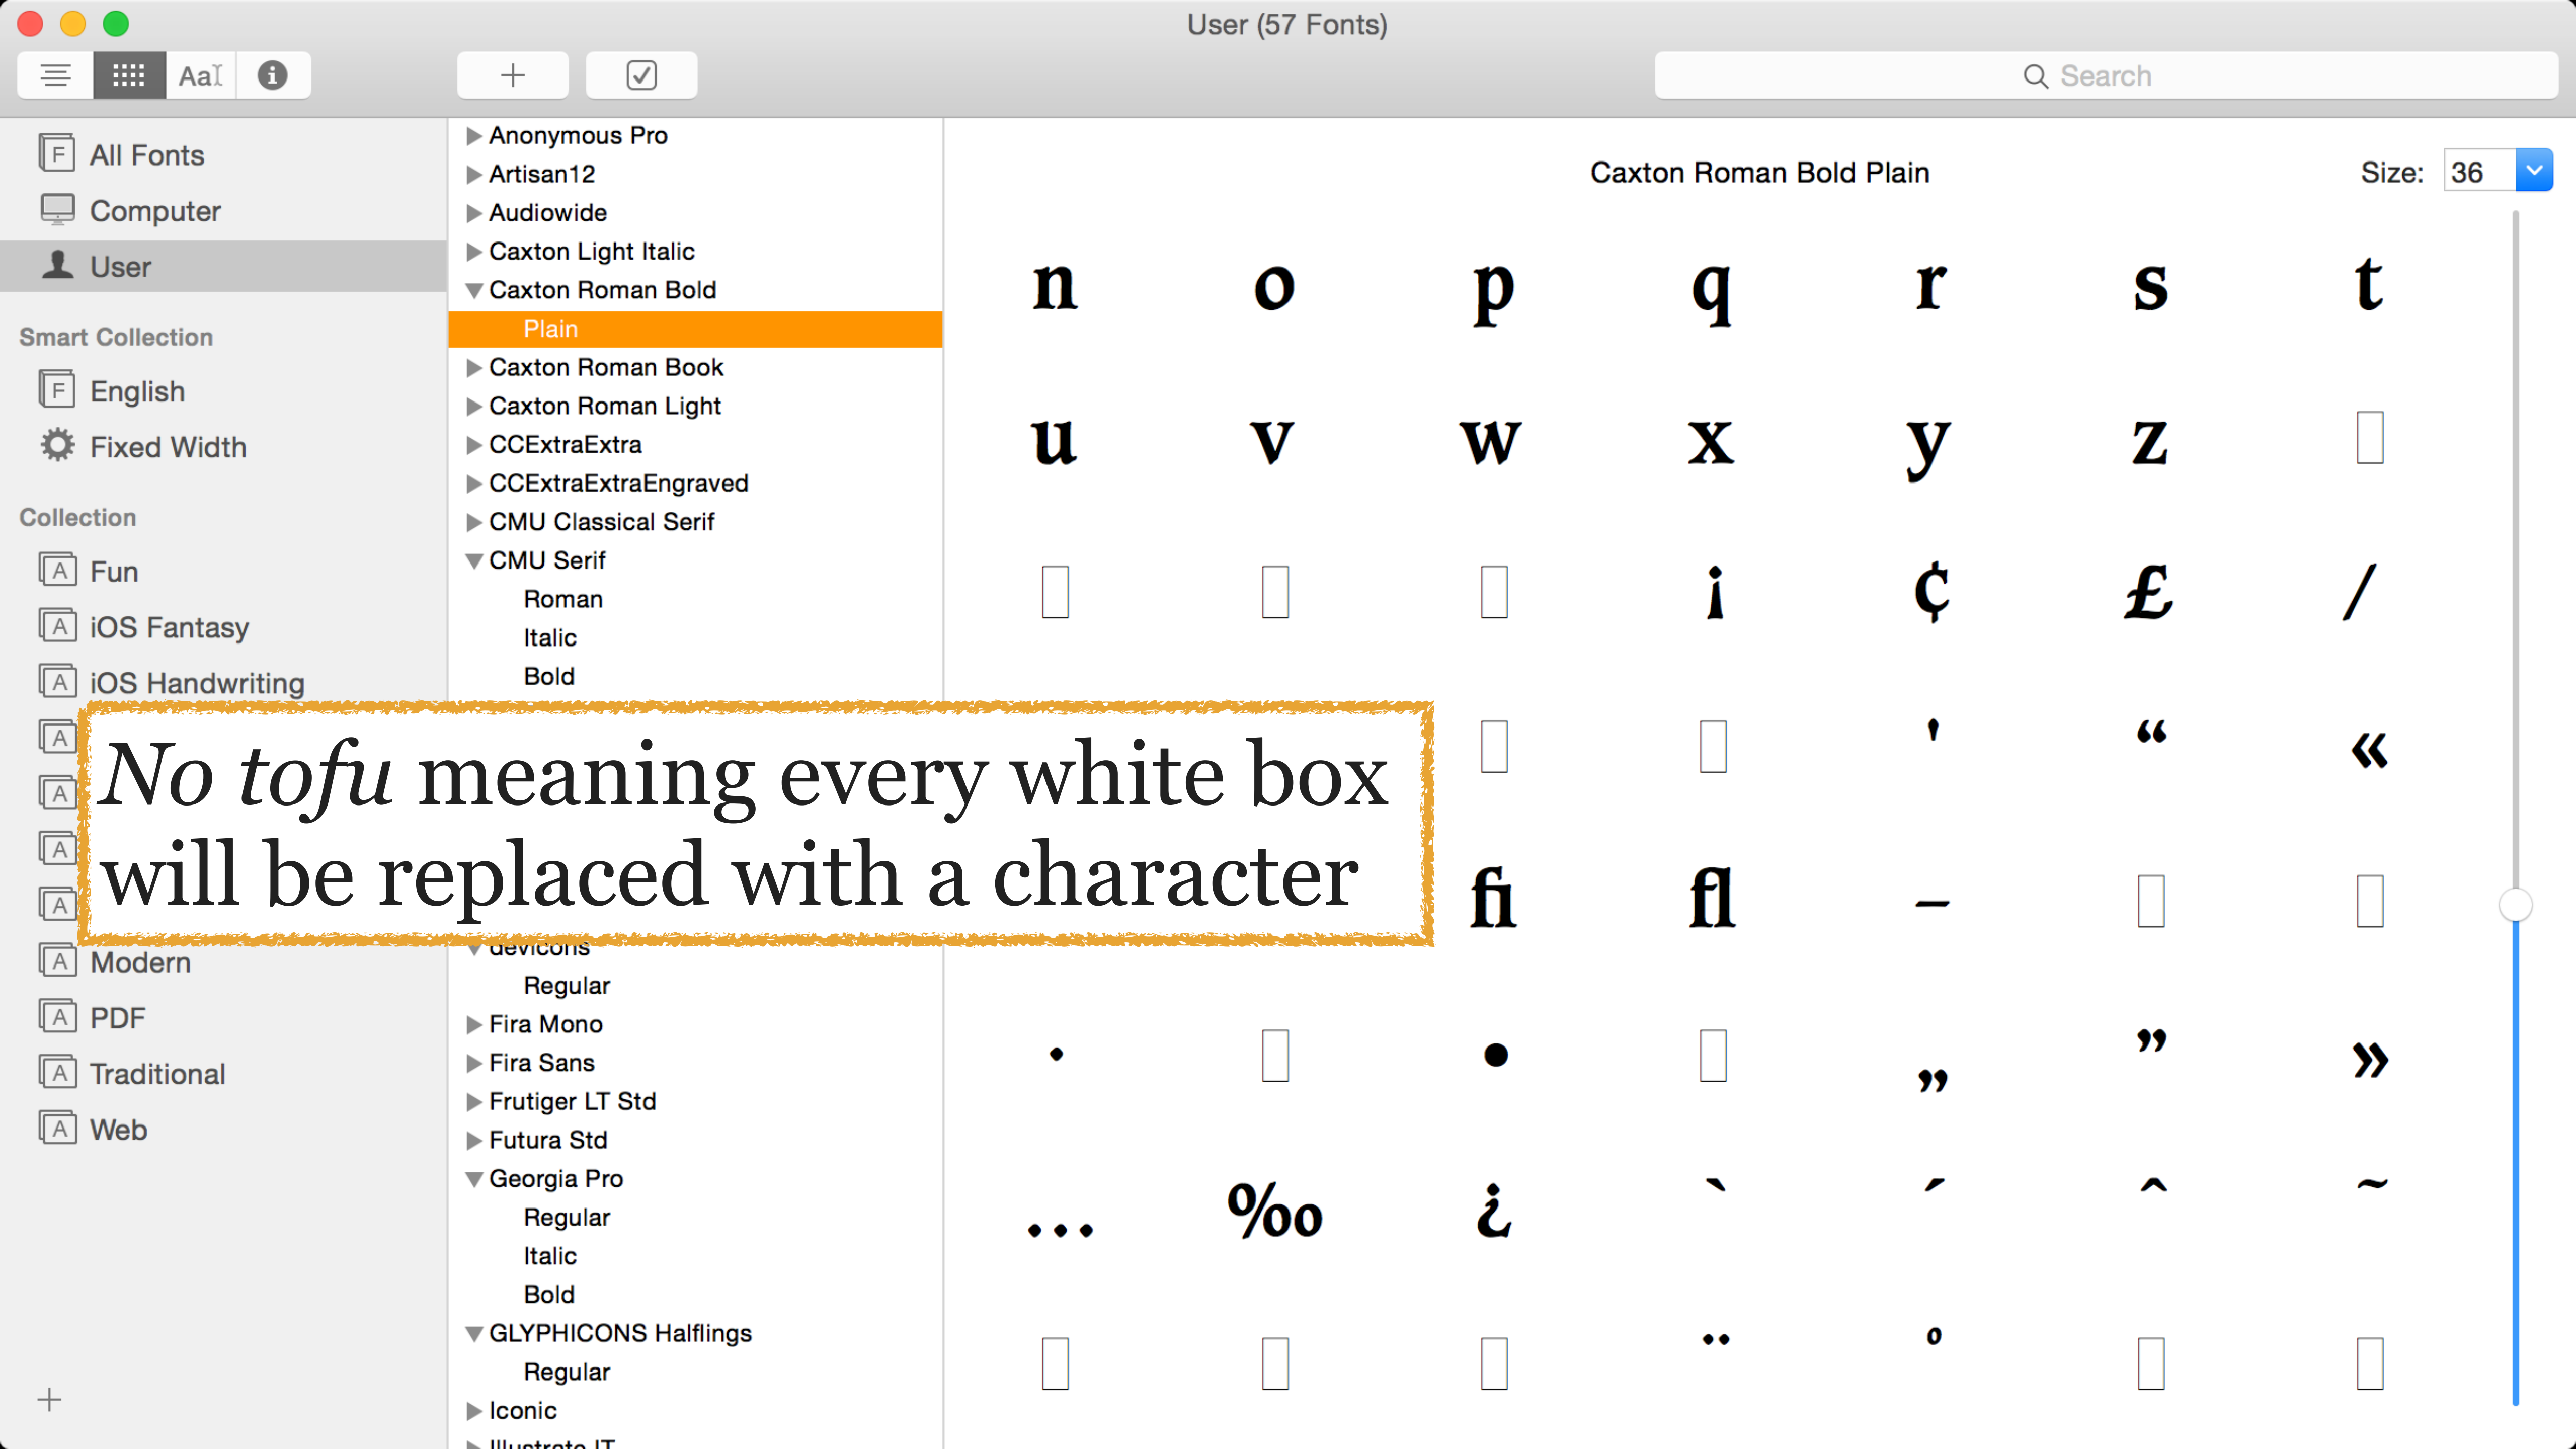 User (57 Fonts)
Search
All Fonts
Computer
User
Smart Collection
English
Fixed Width
Collection
Fun
iOS Fantasy
iOS Handwriting
Modern
PDF
Traditional
Web
Anonymous Pro
Artisan12
Audiowide
Caxton Light Italic
Caxton Roman Bold
Plain
Caxton Roman Book
Caxton Roman Light
CCExtraExtra
CCExtraExtraEngraved
CMU Classical Serif
CMU Serif
Roman
Italic
Bold
No tofu meaning every white box
will be replaced with a character
devicons
Regular
Fira Mono
Fira Sans
Frutiger LT Std
Futura Std
Georgia Pro
Regular
Italic
Bold
GLYPHICONS Halflings
Regular
Iconic
Illustrate IT
Caxton Roman Bold Plain
Size: 36
n o p q r s t
u v w x y z
¡ ¢ £ /
' “ «
fi fl –
· • „ ” »
… ‰ ¿ ` ´ ˆ ˜
¨ ˚